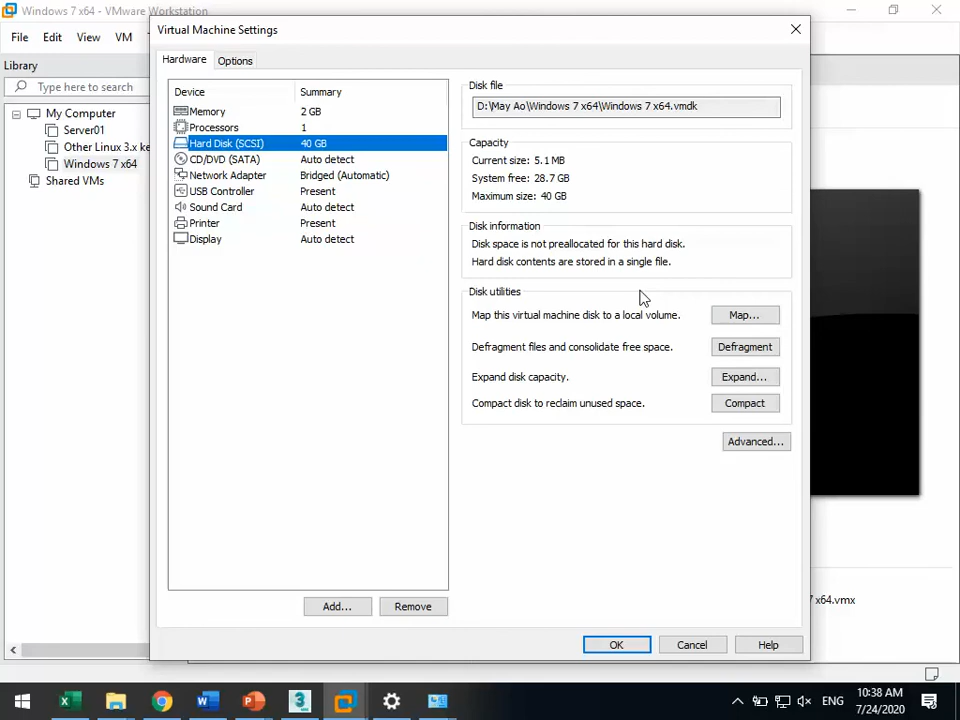 Windows 7 x64 - VMware Workstation
File
Edit
View
VM
Library
Type here to search
My Computer
Server01
Other Linux 3.x ke
Windows 7 x64
Shared VMs
Virtual Machine Settings
Hardware
Options
Device Summary
Memory 2 GB
Processors 1
Hard Disk (SCSI) 40 GB
CD/DVD (SATA) Auto detect
Network Adapter Bridged (Automatic)
USB Controller Present
Sound Card Auto detect
Printer Present
Display Auto detect
Add...
Remove
Disk file
D:\May Ao\Windows 7 x64\Windows 7 x64.vmdk
Capacity
Current size: 5.1 MB
System free: 28.7 GB
Maximum size: 40 GB
Disk information
Disk space is not preallocated for this hard disk.
Hard disk contents are stored in a single file.
Disk utilities
Map this virtual machine disk to a local volume. Map...
Defragment files and consolidate free space. Defragment
Expand disk capacity. Expand...
Compact disk to reclaim unused space. Compact
Advanced...
OK
Cancel
Help
7 x64.vmx
ENG
10:38 AM
7/24/2020